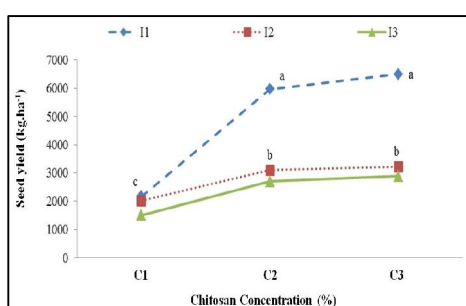 I1 I2 I3
Seed yield (kg.ha⁻¹)
7000
6000
5000
4000
3000
2000
1000
0
a
a
b
b
c
C1 C2 C3
Chitosan Concentration (%)